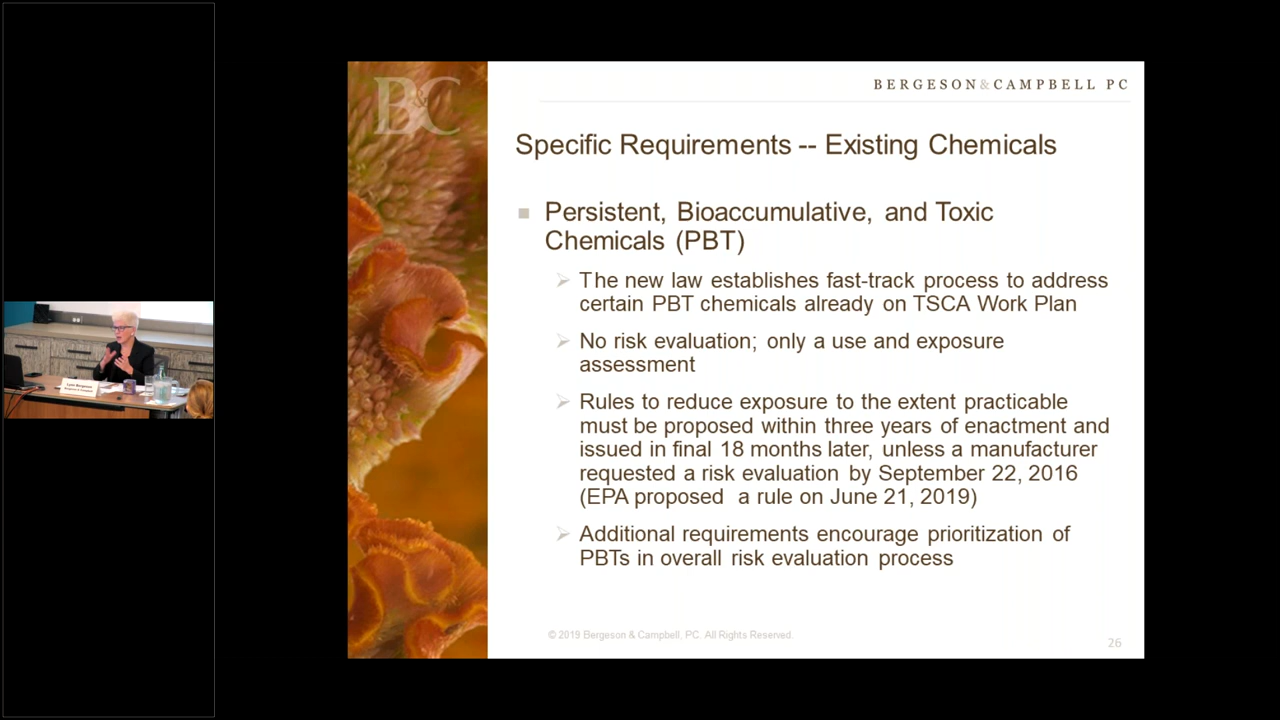 B&C
BERGESON&CAMPBELL PC
Specific Requirements -- Existing Chemicals
Persistent, Bioaccumulative, and Toxic
Chemicals (PBT)
The new law establishes fast-track process to address
certain PBT chemicals already on TSCA Work Plan
No risk evaluation; only a use and exposure
assessment
Rules to reduce exposure to the extent practicable
must be proposed within three years of enactment and
issued in final 18 months later, unless a manufacturer
requested a risk evaluation by September 22, 2016
(EPA proposed a rule on June 21, 2019)
Additional requirements encourage prioritization of
PBTs in overall risk evaluation process
© 2019 Bergeson & Campbell, PC. All Rights Reserved.
26
Lynn Bergeson
Bergeson & Campbell